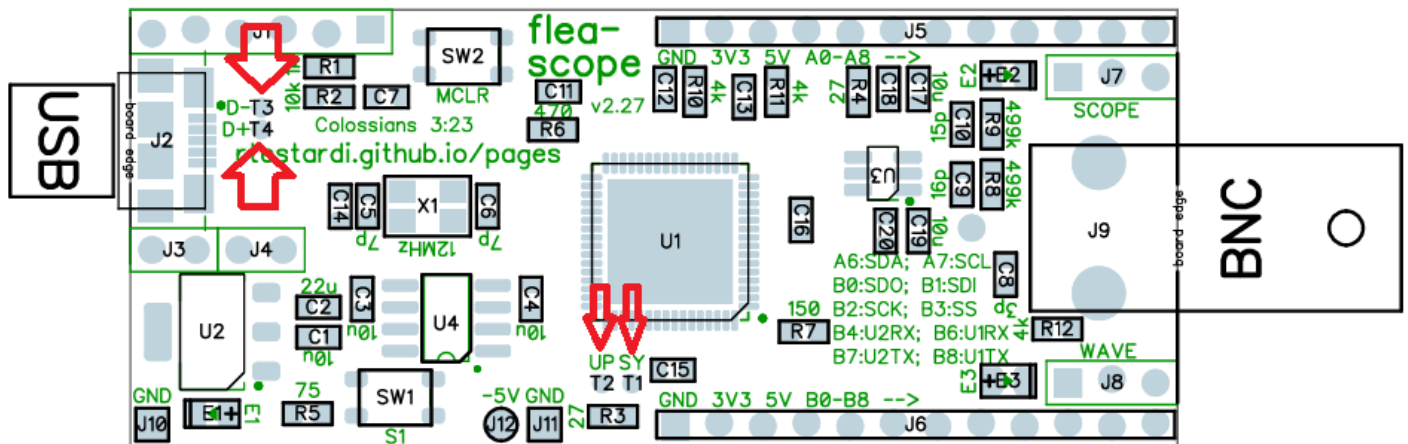 J1
flea-
scope
v2.27
J5
GND 3V3 5V A0-A8 -->
USB
board edge
J2
D-T3
D+T4
R1
10k
R2
C7
SW2
MCLR
C11
470
R6
Colossians 3:23
rtostardi.github.io/pages
C12
R10
4k
C13
R11
4k
27
R4
C18
C17
10n
E2
+E2
J7
SCOPE
15p
C10
R9
499k
16p
C9
R8
499k
C14
C5
7p
X1
12MHz
C6
7p
U1
C16
U3
C20
C19
10u
J9
board edge
BNC
J3
J4
A6:SDA; A7:SCL
B0:SDO; B1:SDI
B2:SCK; B3:SS
B4:U2RX; B6:U1RX
B7:U2TX; B8:U1TX
C8
3p
4k
R12
U2
22u
C2
C1
10u
C3
10u
U4
C4
10u
150
R7
UP SY
T2 T1
C15
WAVE
E3
+E3
J8
GND
J10
E1+
E1
75
R5
SW1
S1
-5V GND
J12
J11
27
R3
GND 3V3 5V B0-B8 -->
J6